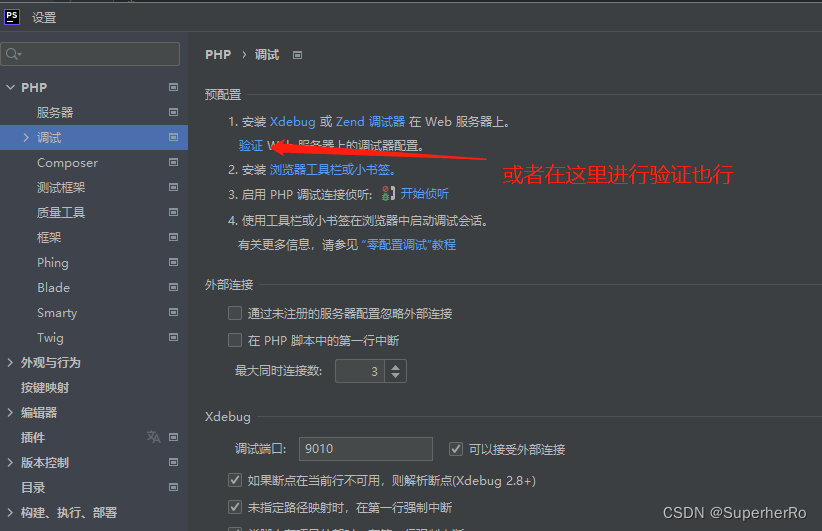 PS 设置
PHP › 调试
PHP
服务器
调试
Composer
测试框架
质量工具
框架
Phing
Blade
Smarty
Twig
外观与行为
按键映射
编辑器
插件
版本控制
目录
构建、执行、部署
预配置
1. 安装 Xdebug 或 Zend 调试器 在 Web 服务器上。
验证 Web 服务器上的调试器配置。
或者在这里进行验证也行
2. 安装 浏览器工具栏或小书签。
3. 启用 PHP 调试连接侦听: 开始侦听
4. 使用工具栏或小书签在浏览器中启动调试会话。
有关更多信息，请参见 “零配置调试”教程
外部连接
通过未注册的服务器配置忽略外部连接
在 PHP 脚本中的第一行中断
最大同时连接数: 3
Xdebug
调试端口: 9010 可以接受外部连接
如果断点在当前行不可用，则解析断点(Xdebug 2.8+)
未指定路径映射时，在第一行强制中断
CSDN @SuperherRo